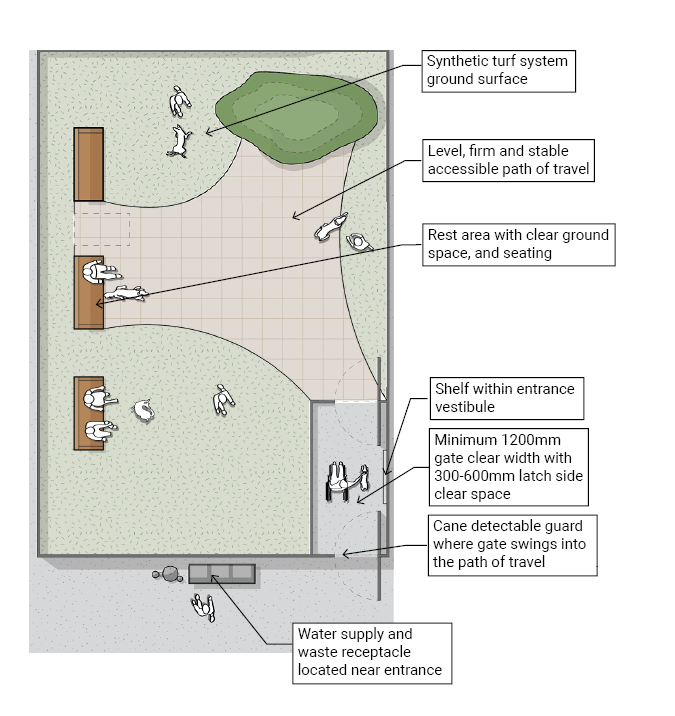 Synthetic turf system
ground surface
Level, firm and stable
accessible path of travel
Rest area with clear ground
space, and seating
Shelf within entrance
vestibule
Minimum 1200mm
gate clear width with
300-600mm latch side
clear space
Cane detectable guard
where gate swings into
the path of travel
Water supply and
waste receptacle
located near entrance